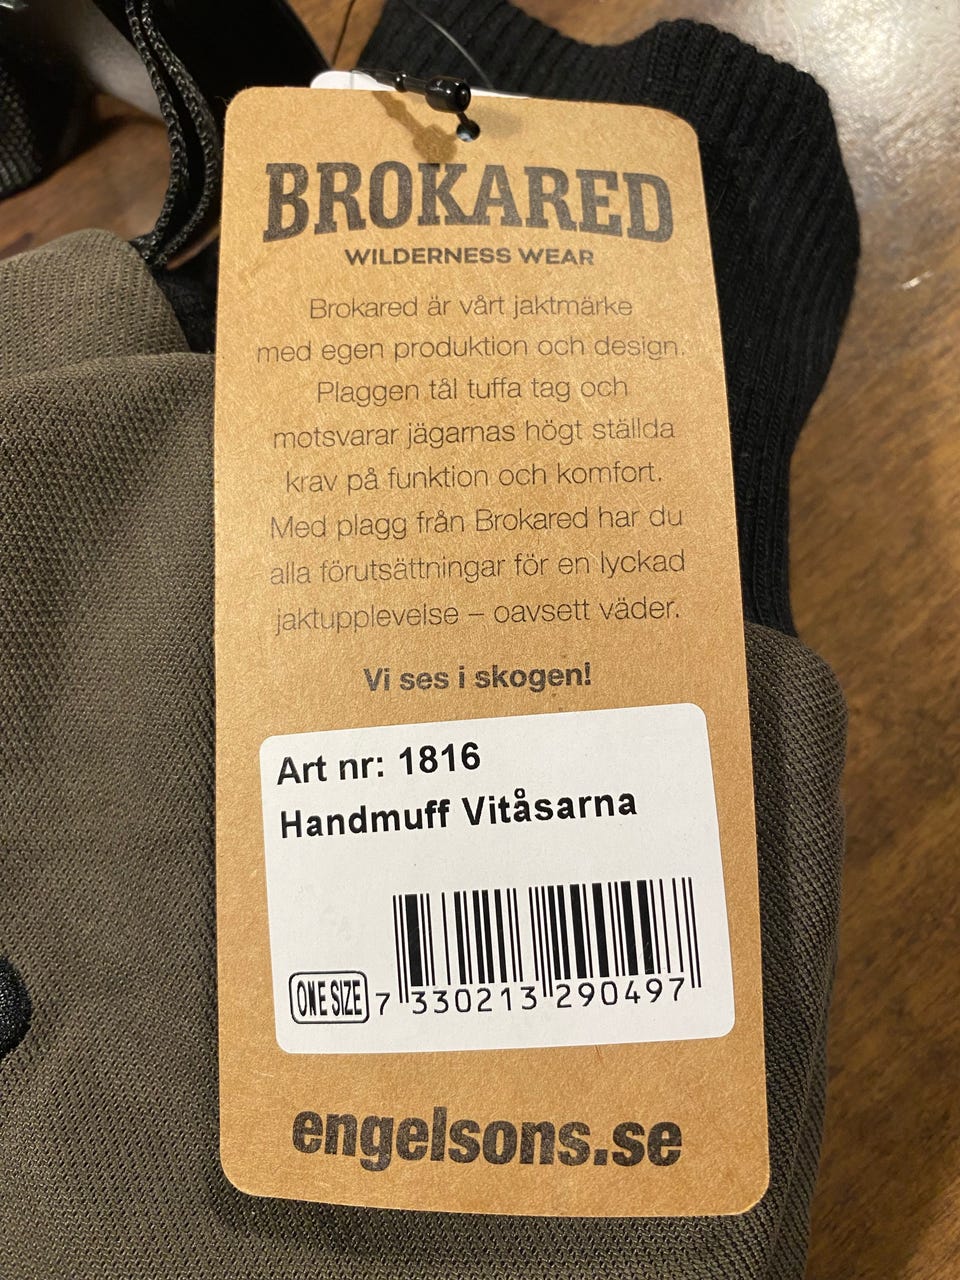 BROKARED
WILDERNESS WEAR
Brokared är vårt jaktmärke
med egen produktion och design.
Plaggen tål tuffa tag och
motsvarar jägarnas högt ställda
krav på funktion och komfort.
Med plagg från Brokared har du
alla förutsättningar för en lyckad
jaktupplevelse – oavsett väder.
Vi ses i skogen!
Art nr: 1816
Handmuff Vitåsarna
ONE SIZE 7 330213 290497
engelsons.se